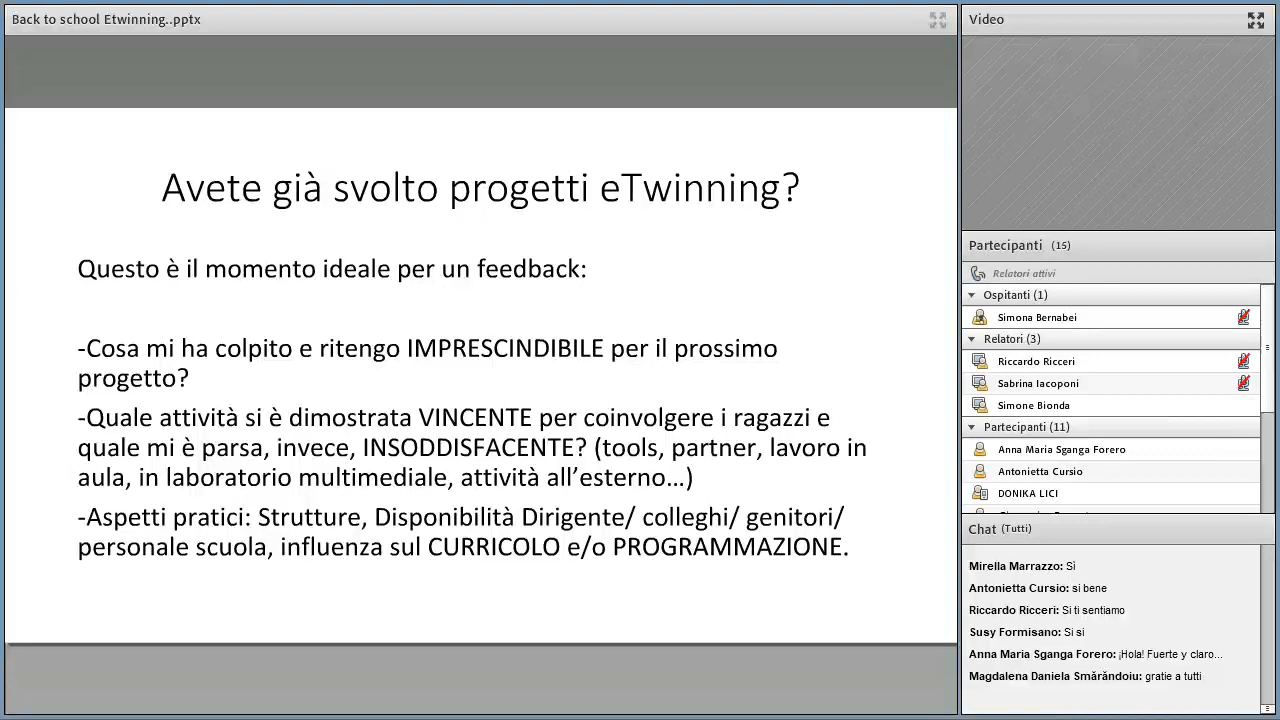 Back to school Etwinning..pptx
Avete già svolto progetti eTwinning?
Questo è il momento ideale per un feedback:
-Cosa mi ha colpito e ritengo IMPRESCINDIBILE per il prossimo
progetto?
-Quale attività si è dimostrata VINCENTE per coinvolgere i ragazzi e
quale mi è parsa, invece, INSODDISFACENTE? (tools, partner, lavoro in
aula, in laboratorio multimediale, attività all’esterno…)
-Aspetti pratici: Strutture, Disponibilità Dirigente/ colleghi/ genitori/
personale scuola, influenza sul CURRICOLO e/o PROGRAMMAZIONE.
Video
Partecipanti (15)
Relatori attivi
Ospitanti (1)
Simona Bernabei
Relatori (3)
Riccardo Ricceri
Sabrina Iacoponi
Simone Bionda
Partecipanti (11)
Anna Maria Sganga Forero
Antonietta Cursio
DONIKA LICI
Chat (Tutti)
Mirella Marrazzo: Si
Antonietta Cursio: si bene
Riccardo Ricceri: Si ti sentiamo
Susy Formisano: Si si
Anna Maria Sganga Forero: ¡Hola! Fuerte y claro...
Magdalena Daniela Smărăndoiu: gratie a tutti